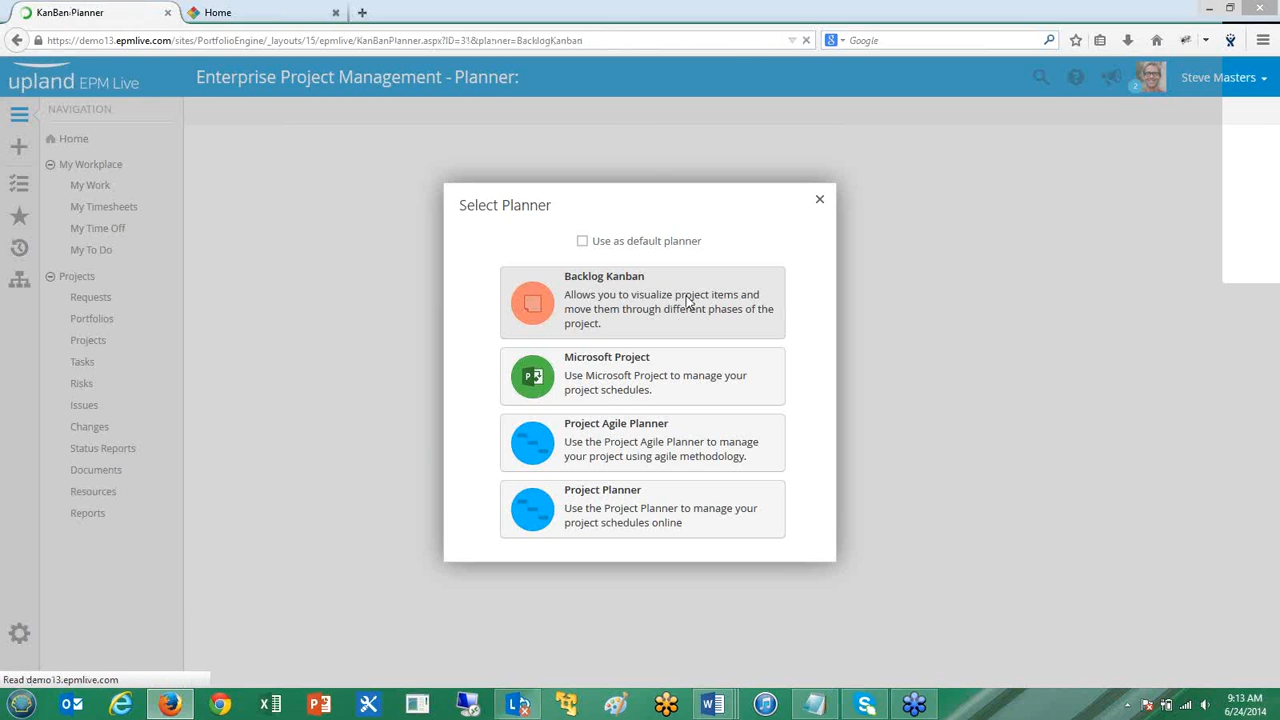 KanBan-Planner
Home
https://demo13.epmlive.com/sites/PortfolioEngine/_layouts/15/epmlive/KanBanPlanner.aspx?ID=31&planner=BacklogKanban
Google
upland EPM Live
Enterprise Project Management - Planner:
2
Steve Masters
NAVIGATION
Home
My Workplace
My Work
My Timesheets
My Time Off
My To Do
Projects
Requests
Portfolios
Projects
Tasks
Risks
Issues
Changes
Status Reports
Documents
Resources
Reports
Select Planner
Use as default planner
Backlog Kanban
Allows you to visualize project items and
move them through different phases of the
project.
Microsoft Project
Use Microsoft Project to manage your
project schedules.
Project Agile Planner
Use the Project Agile Planner to manage
your project using agile methodology.
Project Planner
Use the Project Planner to manage your
project schedules online
Read demo13.epmlive.com
9:13 AM
6/24/2014